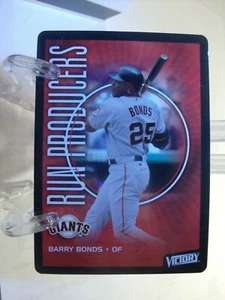 RUN PRODUCERS
BONDS
25
GIANTS
BARRY BONDS • OF
VICTORY